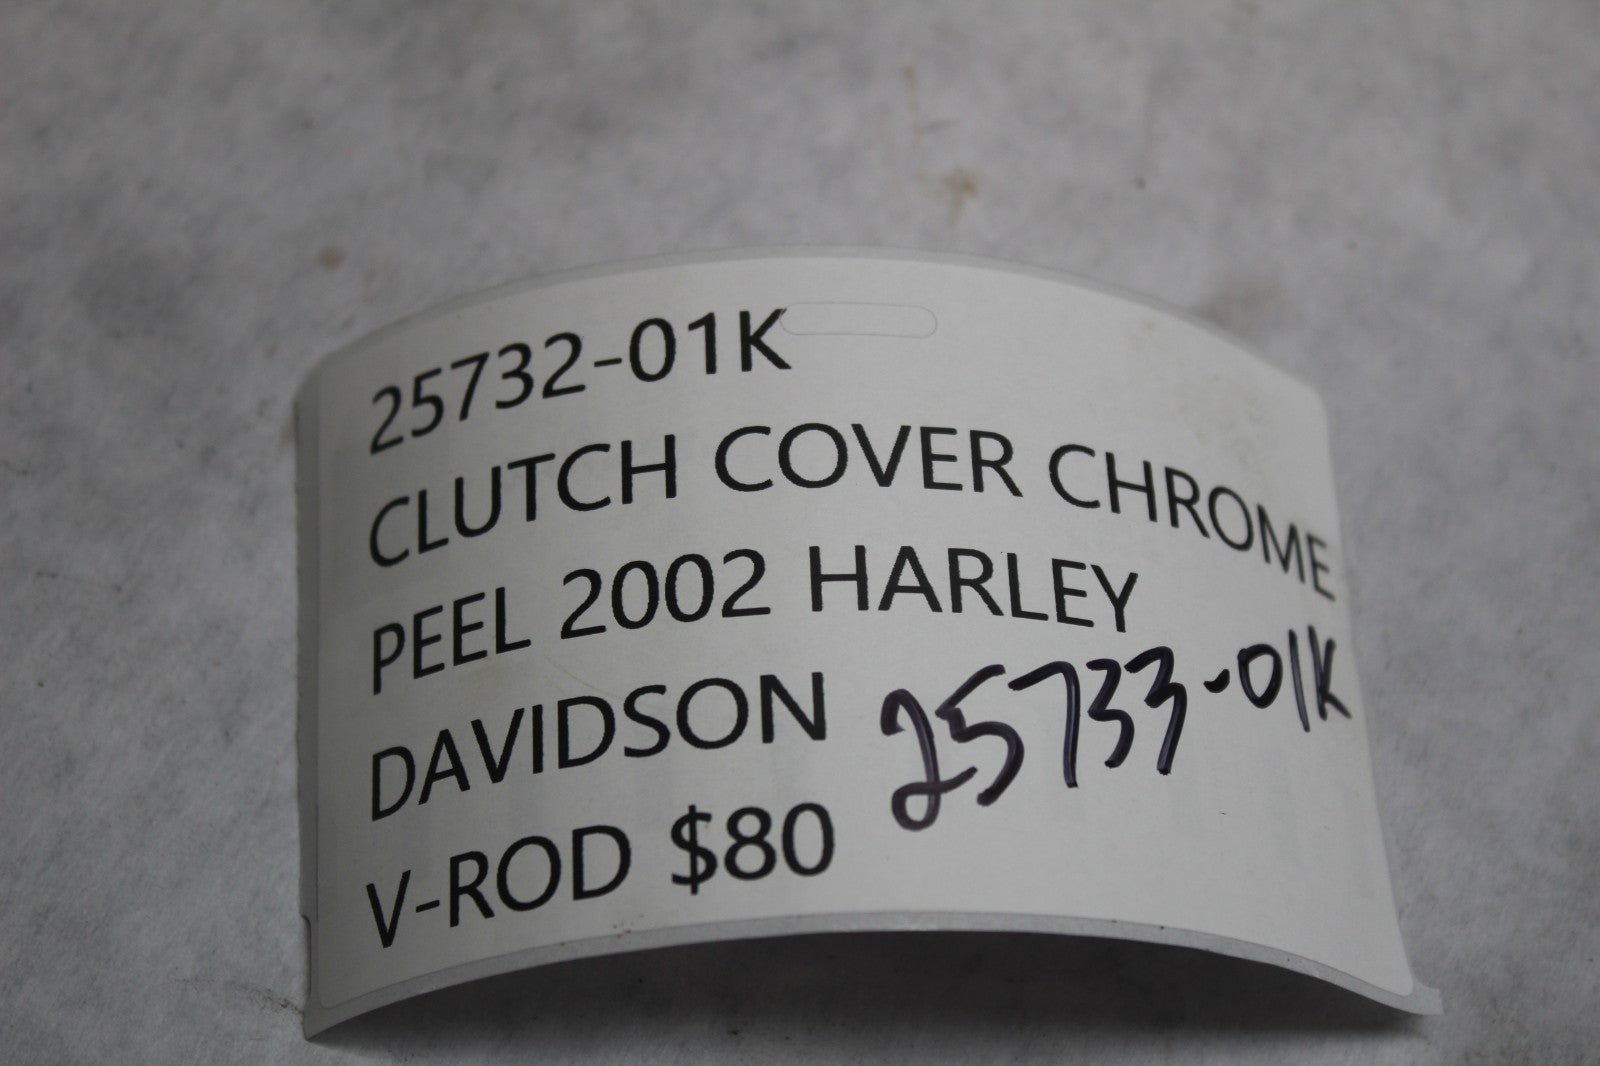 25732-01K
CLUTCH COVER CHROME
PEEL 2002 HARLEY
DAVIDSON 25733-01K
V-ROD $80